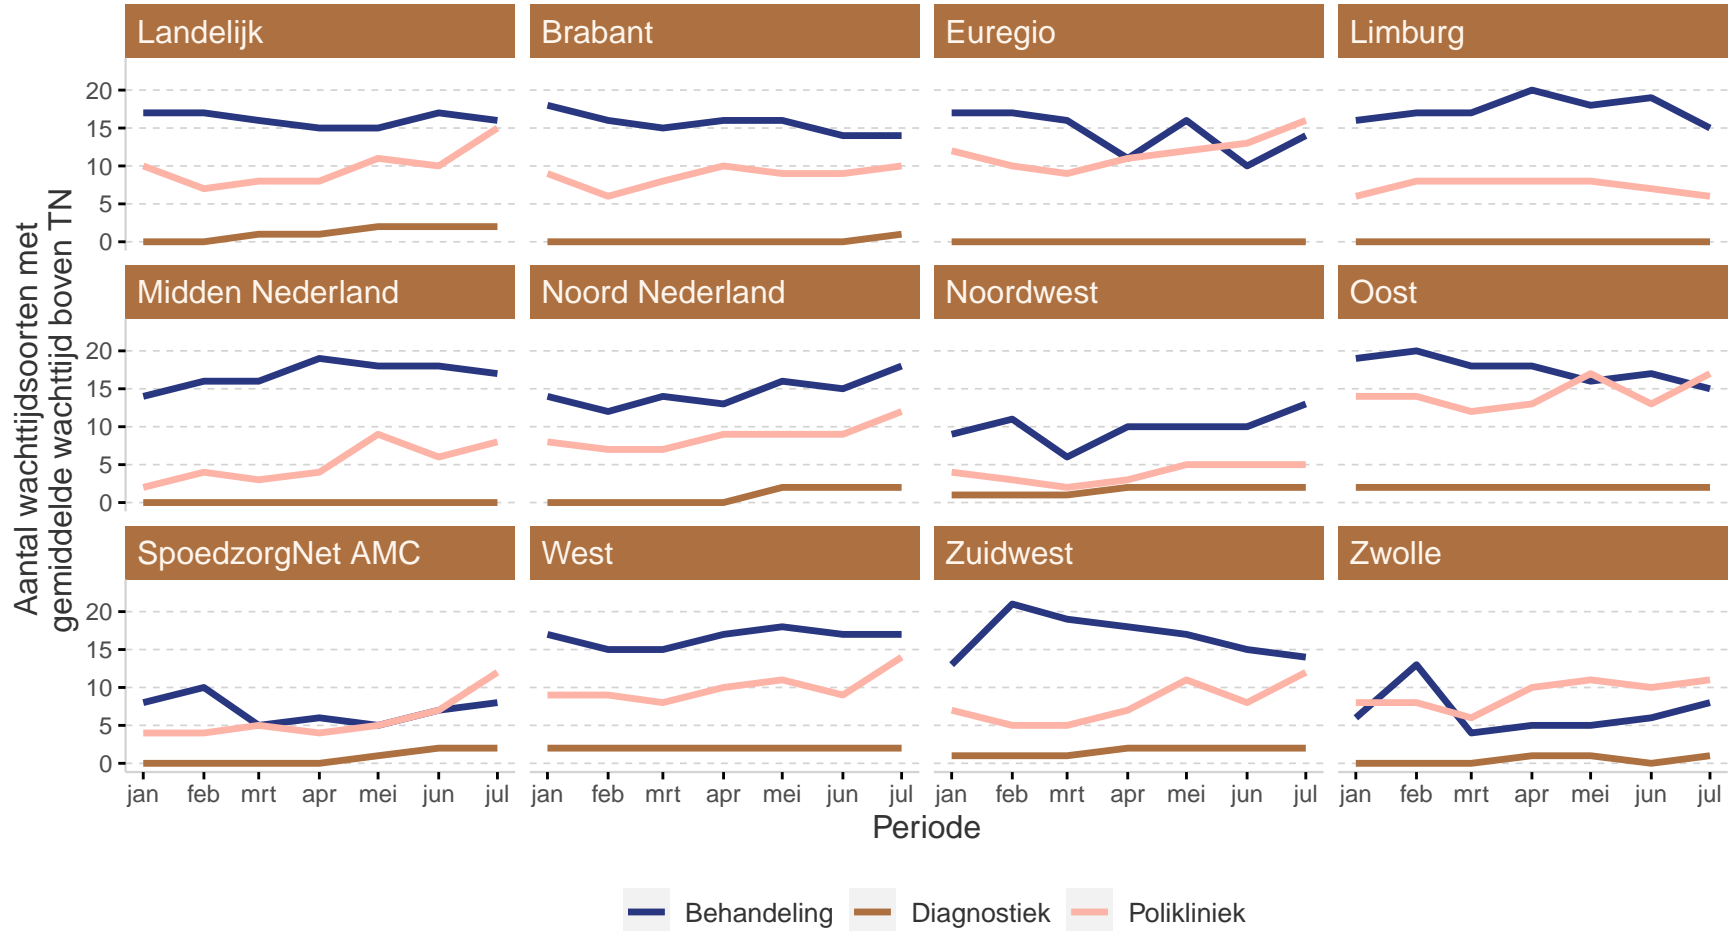 Landelijk
Brabant
Euregio
Limburg
20
15
10
5
0
Midden Nederland
Noord Nederland
Noordwest
Oost
20
15
10
5
0
SpoedzorgNet AMC
West
Zuidwest
Zwolle
20
15
10
5
0
jan feb mrt apr mei jun jul
jan feb mrt apr mei jun jul
jan feb mrt apr mei jun jul
jan feb mrt apr mei jun jul
Aantal wachttijdsoorten met
gemiddelde wachttijd boven TN
Periode
Behandeling
Diagnostiek
Polikliniek